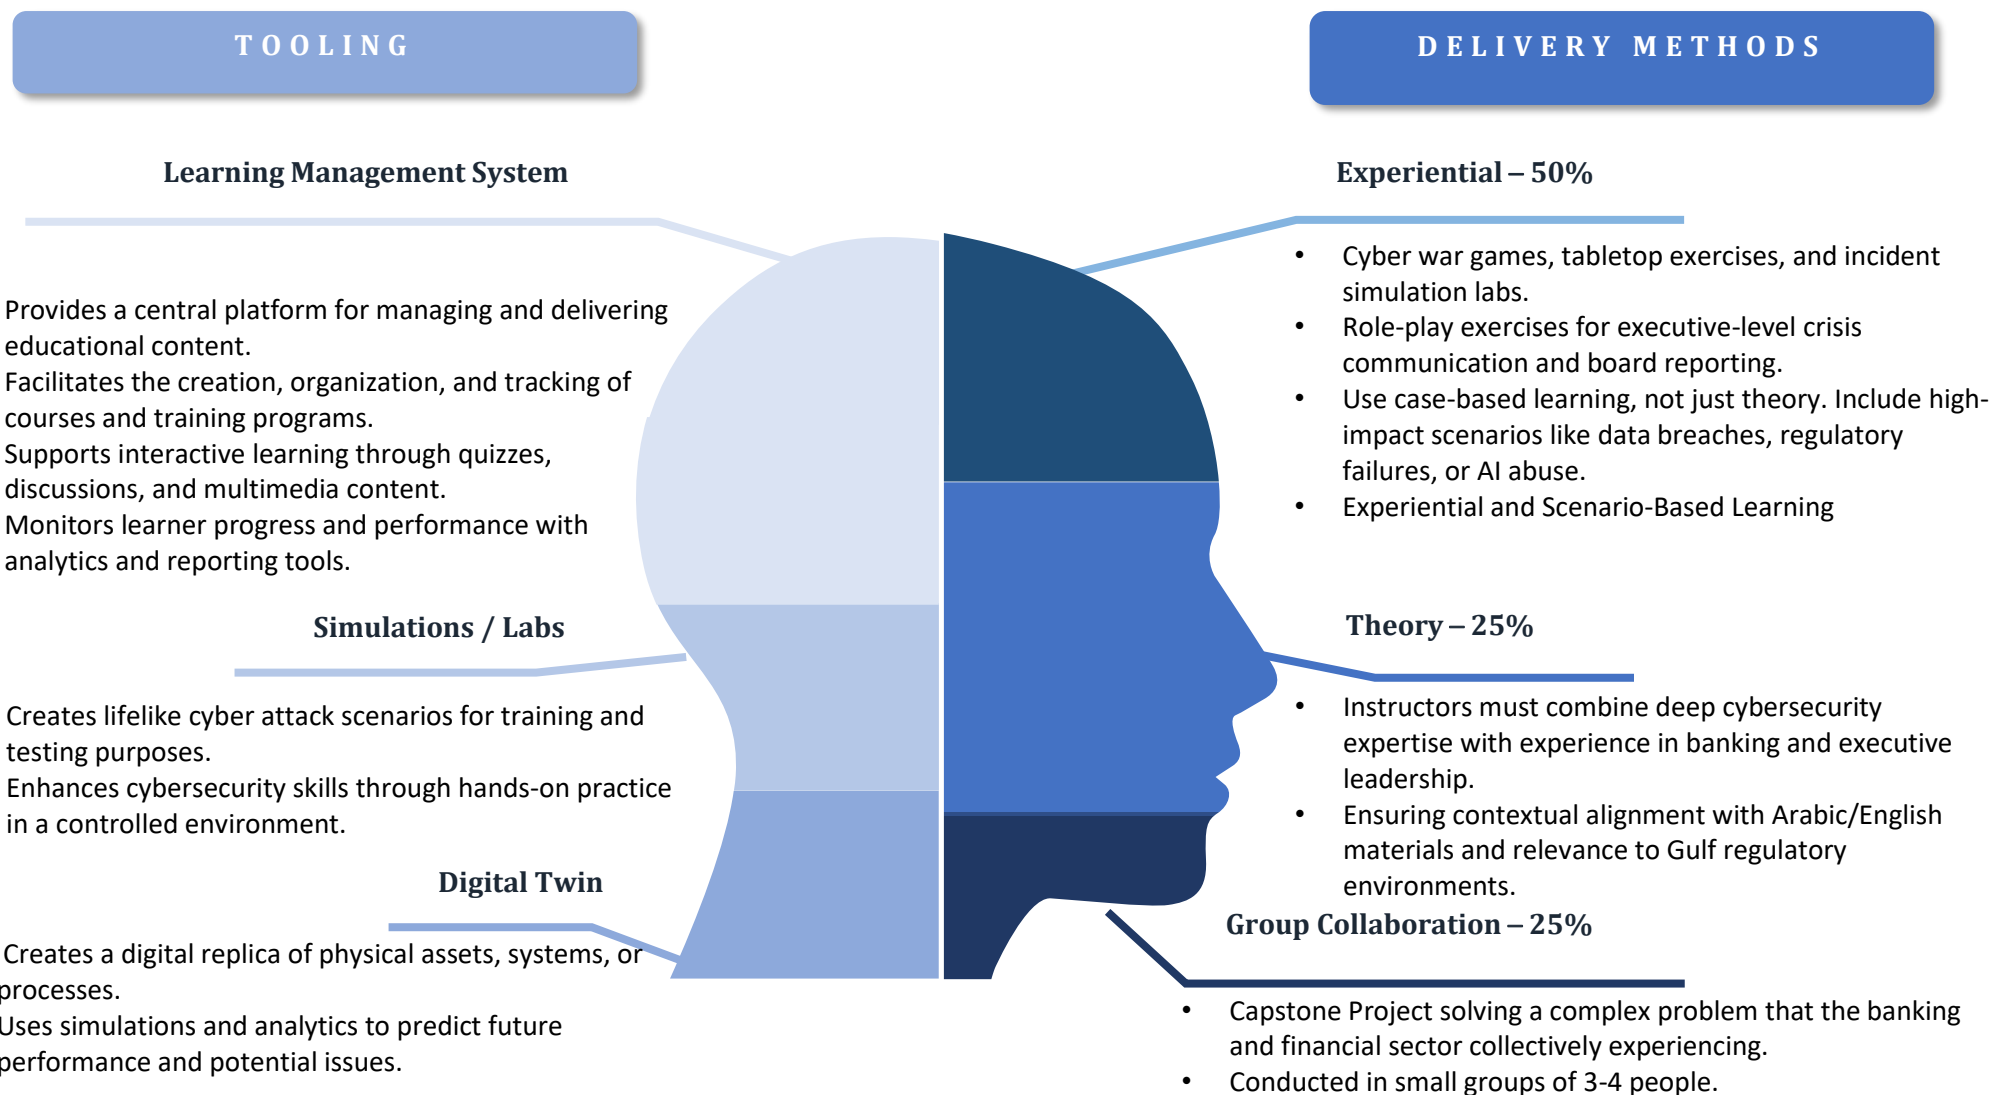 TOOLING
Learning Management System
Provides a central platform for managing and delivering
educational content.
Facilitates the creation, organization, and tracking of
courses and training programs.
Supports interactive learning through quizzes,
discussions, and multimedia content.
Monitors learner progress and performance with
analytics and reporting tools.
Simulations / Labs
Creates lifelike cyber attack scenarios for training and
testing purposes.
Enhances cybersecurity skills through hands-on practice
in a controlled environment.
Digital Twin
Creates a digital replica of physical assets, systems, or
processes.
Uses simulations and analytics to predict future
performance and potential issues.
DELIVERY METHODS
Experiential – 50%
• Cyber war games, tabletop exercises, and incident
simulation labs.
• Role-play exercises for executive-level crisis
communication and board reporting.
• Use case-based learning, not just theory. Include high-
impact scenarios like data breaches, regulatory
failures, or AI abuse.
• Experiential and Scenario-Based Learning
Theory – 25%
• Instructors must combine deep cybersecurity
expertise with experience in banking and executive
leadership.
• Ensuring contextual alignment with Arabic/English
materials and relevance to Gulf regulatory
environments.
Group Collaboration – 25%
• Capstone Project solving a complex problem that the banking
and financial sector collectively experiencing.
• Conducted in small groups of 3-4 people.